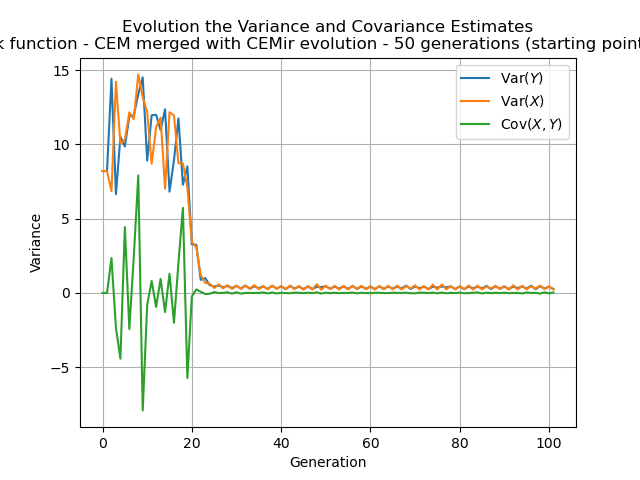 Evolution the Variance and Covariance Estimates
function - CEM merged with CEMir evolution - 50 generations (starting point
15
10
5
0
−5
Variance
Var(Y)
Var(X)
Cov(X, Y)
0 20 40 60 80 100
Generation